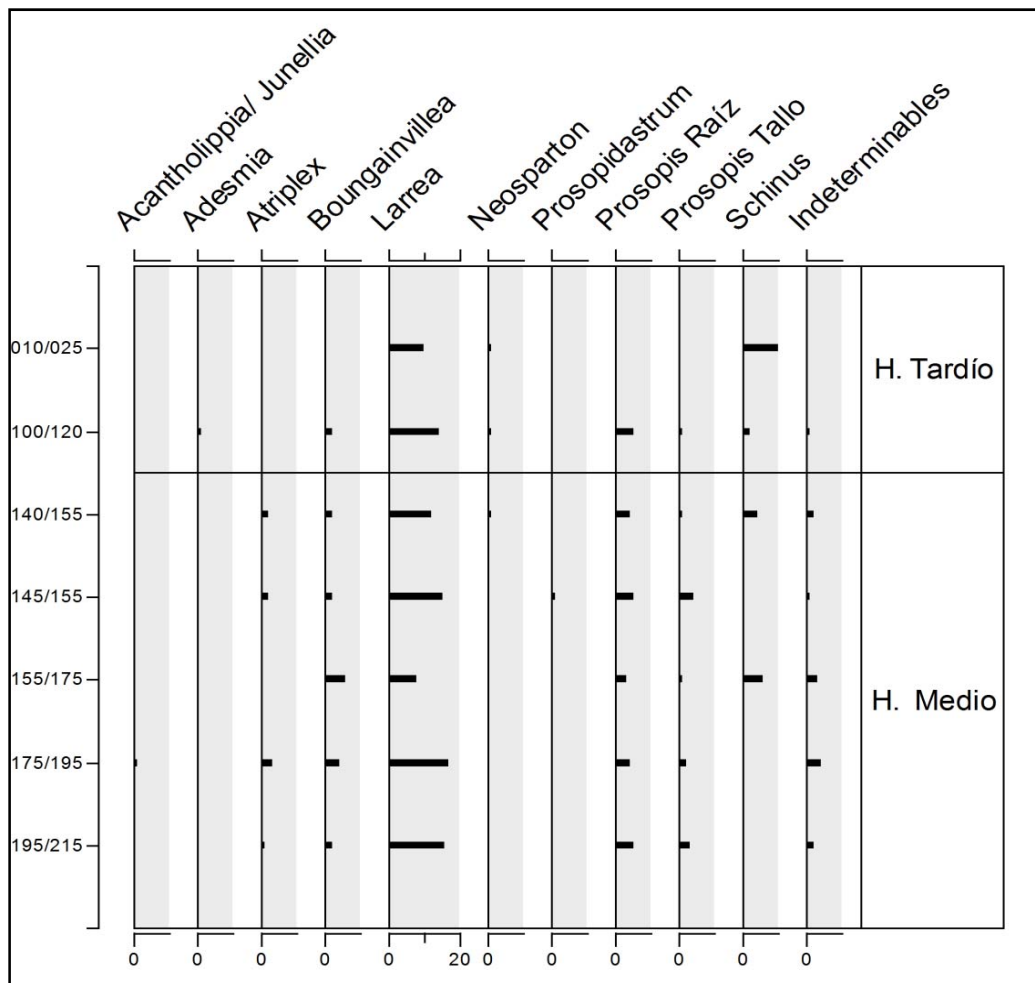 Acantholippia/ Junellia
Adesmia
Atriplex
Boungainvillea
Larrea
Neosparton
Prosopidastrum
Prosopis Raíz
Prosopis Tallo
Schinus
Indeterminables
010/025
H. Tardío
100/120
140/155
145/155
155/175
H. Medio
175/195
195/215
0 0 0 0 0 20 0 0 0 0 0 0